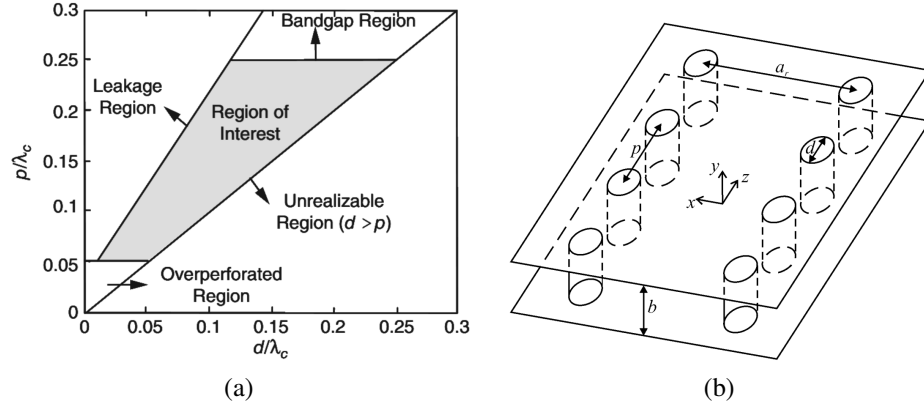 0.3
Bandgap Region
0.25
Leakage
Region
0.2
Region of
Interest
p/λc
0.15
Unrealizable
Region (d > p)
0.1
0.05
Overperforated
Region
0
0 0.05 0.1 0.15 0.2 0.25 0.3
d/λc
(a)
ar
p
d
y
z
x
b
(b)